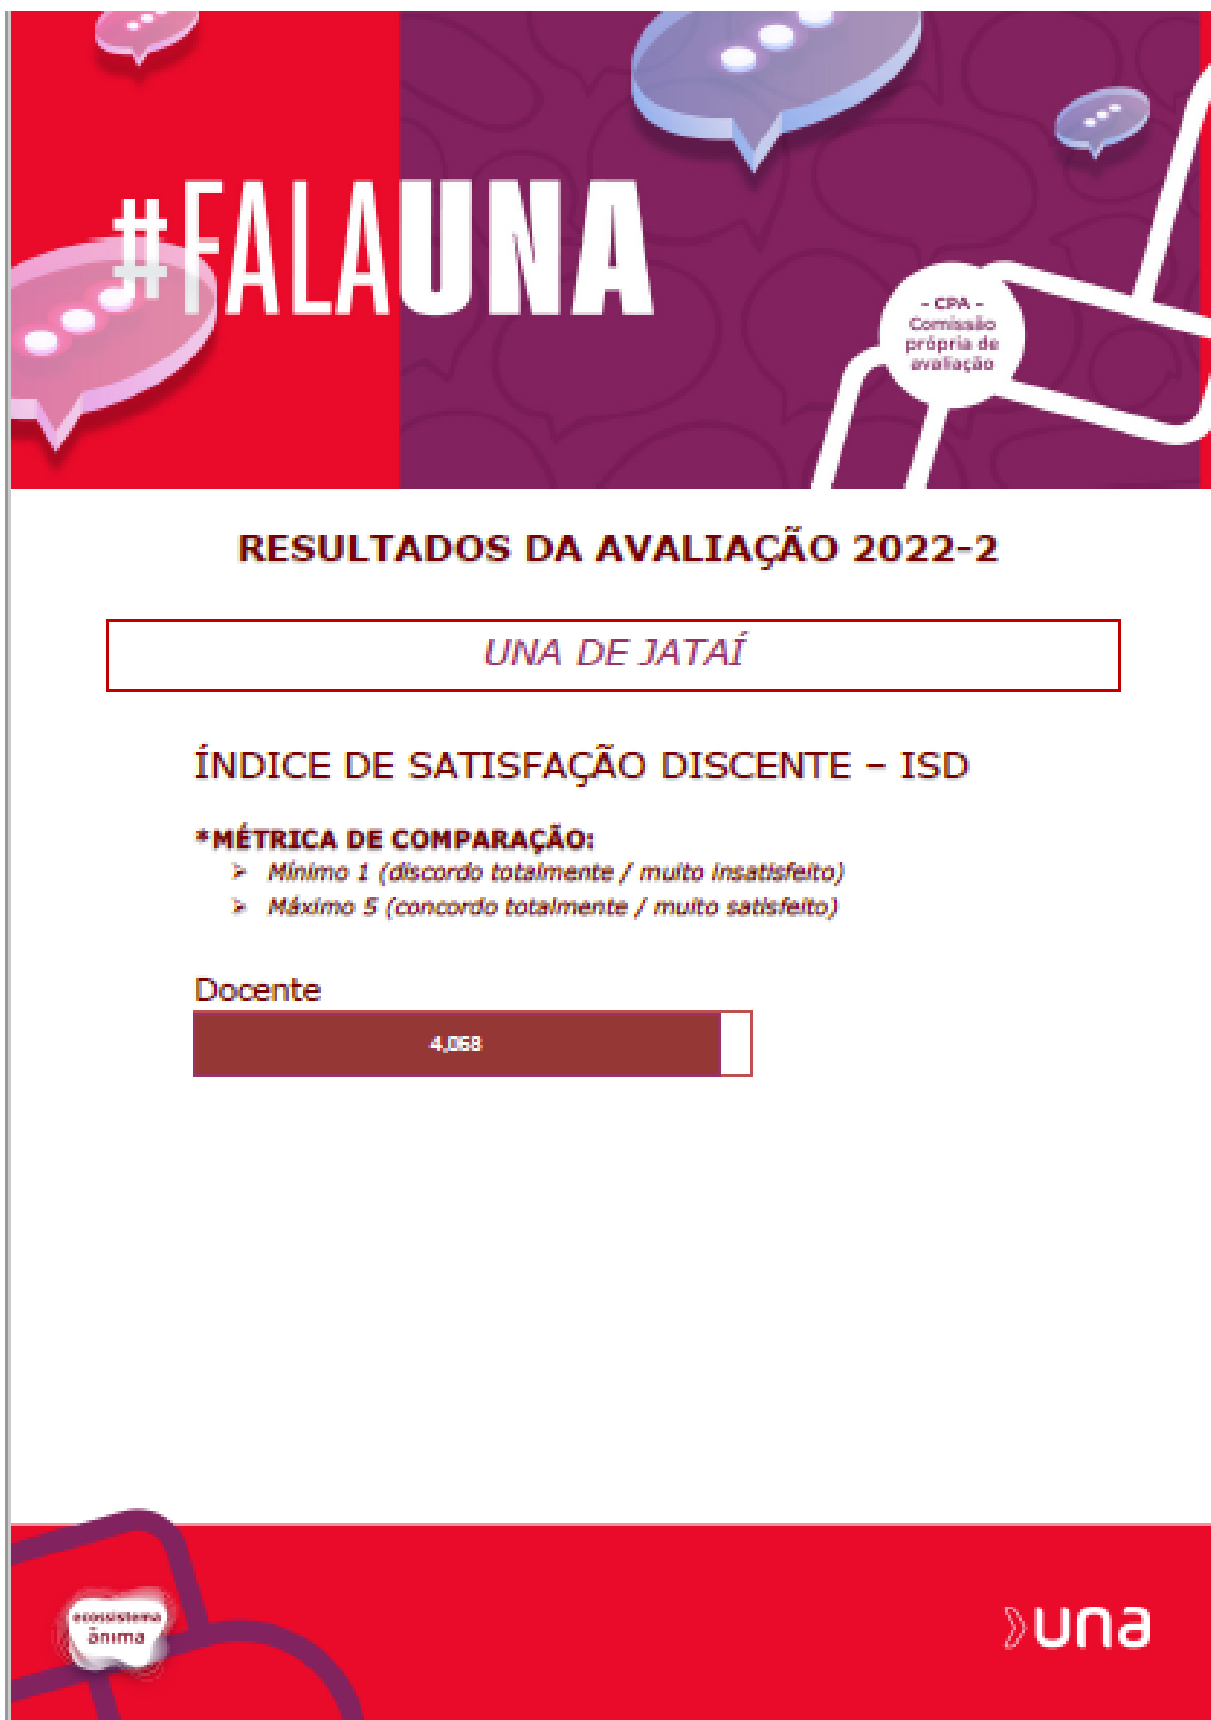 #FALAUNA
- CPA -
Comissão
própria de
avaliação
RESULTADOS DA AVALIAÇÃO 2022-2
UNA DE JATAÍ
ÍNDICE DE SATISFAÇÃO DISCENTE – ISD
*MÉTRICA DE COMPARAÇÃO:
➢ Mínimo 1 (discordo totalmente / muito insatisfeito)
➢ Máximo 5 (concordo totalmente / muito satisfeito)
Docente
4,068
ecossistema
ânima
una